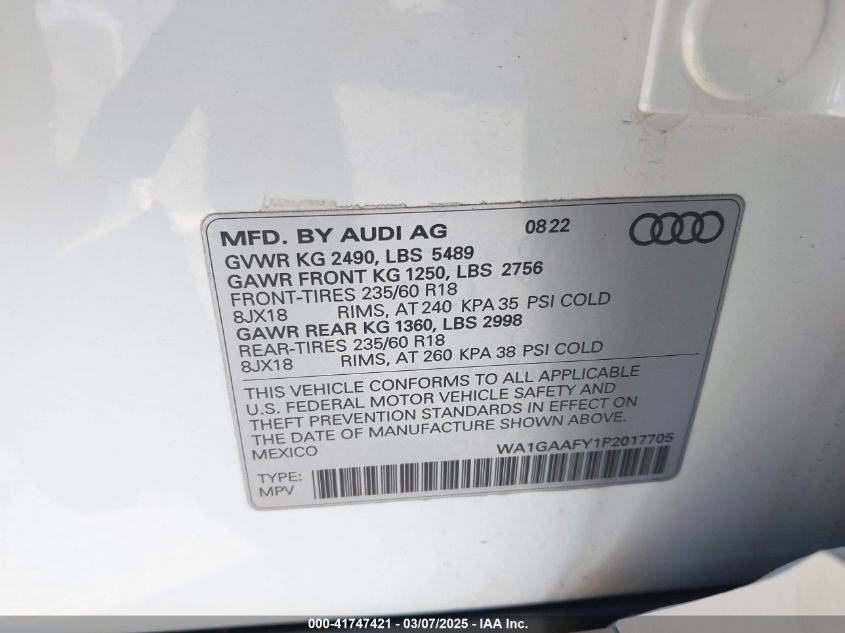 MFD. BY AUDI AG 08 22
GVWR KG 2490, LBS 5489
GAWR FRONT KG 1250, LBS 2756
FRONT-TIRES 235/60 R18
8JX18 RIMS, AT 240 KPA 35 PSI COLD
GAWR REAR KG 1360, LBS 2998
REAR-TIRES 235/60 R18
8JX18 RIMS, AT 260 KPA 38 PSI COLD
THIS VEHICLE CONFORMS TO ALL APPLICABLE
U.S. FEDERAL MOTOR VEHICLE SAFETY AND
THEFT PREVENTION STANDARDS IN EFFECT ON
THE DATE OF MANUFACTURE SHOWN ABOVE.
MEXICO WA1GAAFY1P2017705
TYPE:
MPV
000-41747421 - 03/07/2025 - IAA Inc.